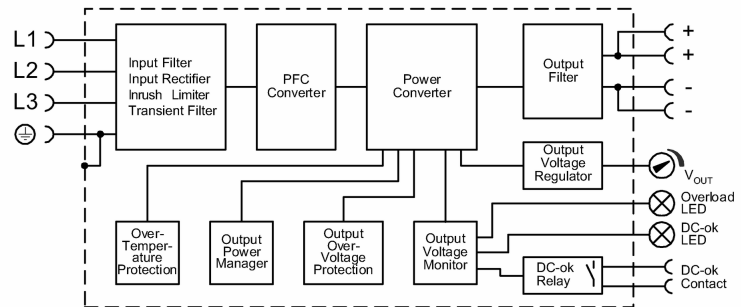 L1
L2
L3
Input Filter
Input Rectifier
Inrush Limiter
Transient Filter
PFC
Converter
Power
Converter
Output
Filter
+
+
-
-
Output
Voltage
Regulator
VOUT
Over-
Temper-
ature
Protection
Output
Power
Manager
Output
Over-
Voltage
Protection
Output
Voltage
Monitor
Overload
LED
DC-ok
LED
DC-ok
Relay
DC-ok
Contact